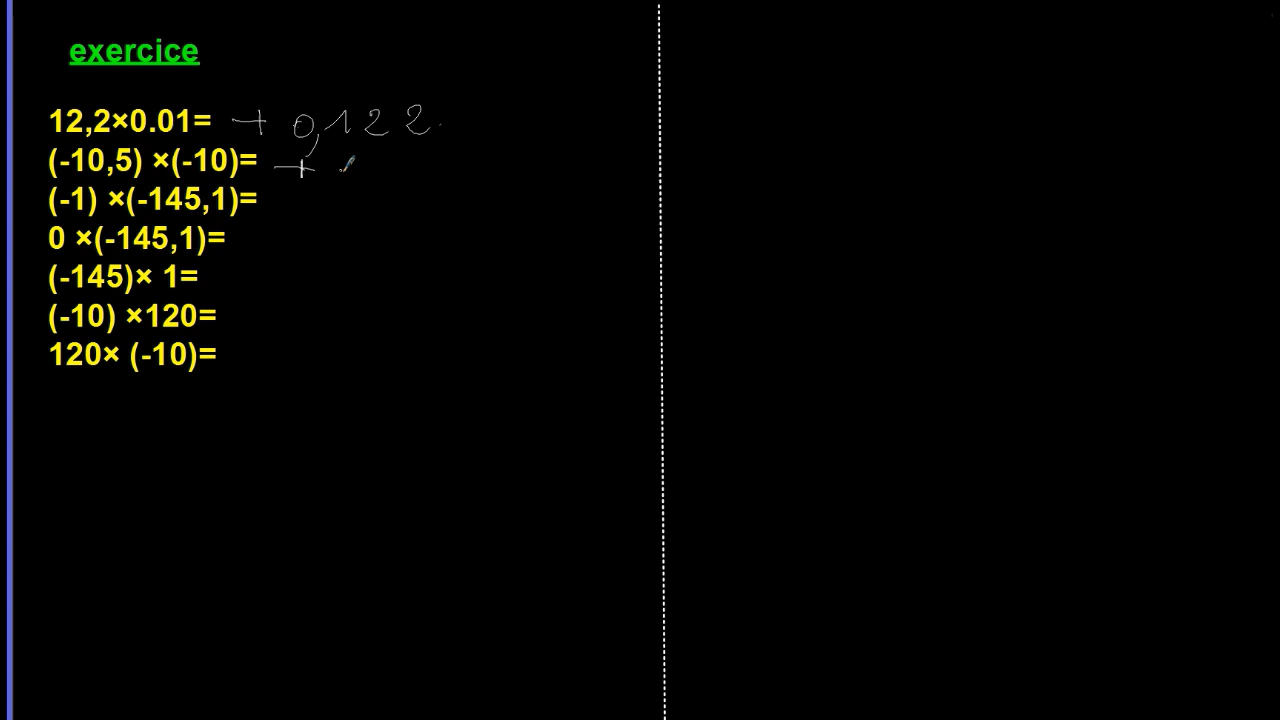 exercice
12,2×0.01= + 0,122
(-10,5) ×(-10)= +
(-1) ×(-145,1)=
0 ×(-145,1)=
(-145)× 1=
(-10) ×120=
120× (-10)=